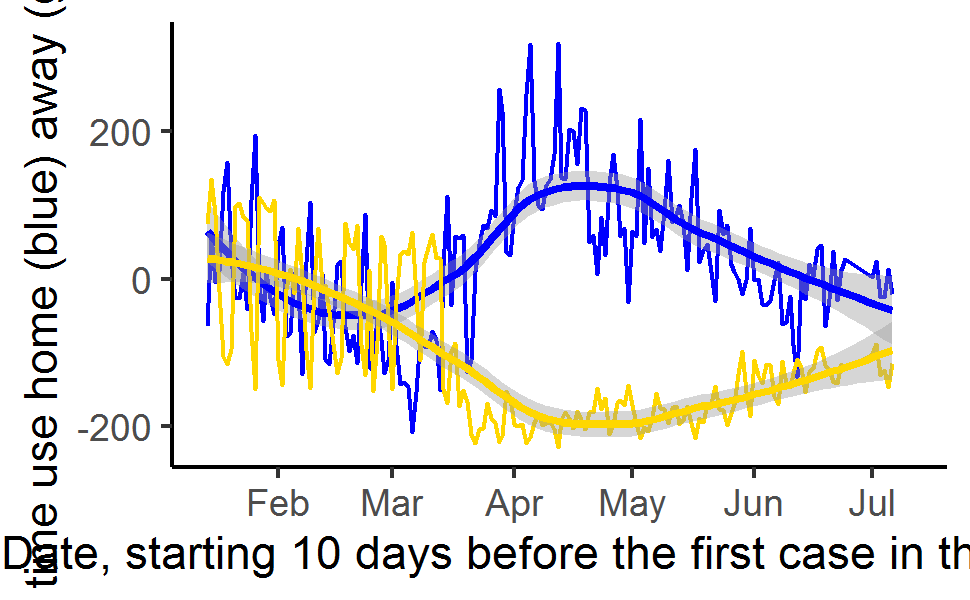 time use home (blue) away (
200
0
-200
Feb Mar Apr May Jun Jul
Date, starting 10 days before the first case in th